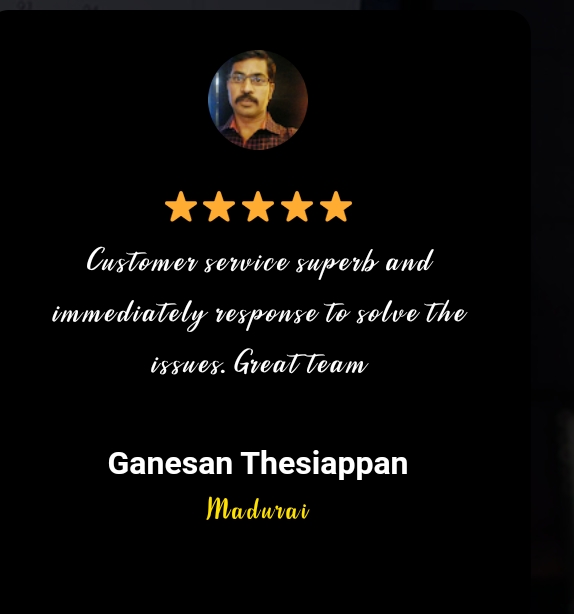 Customer service superb and
immediately response to solve the
issues. Great team
Ganesan Thesiappan
Madurai